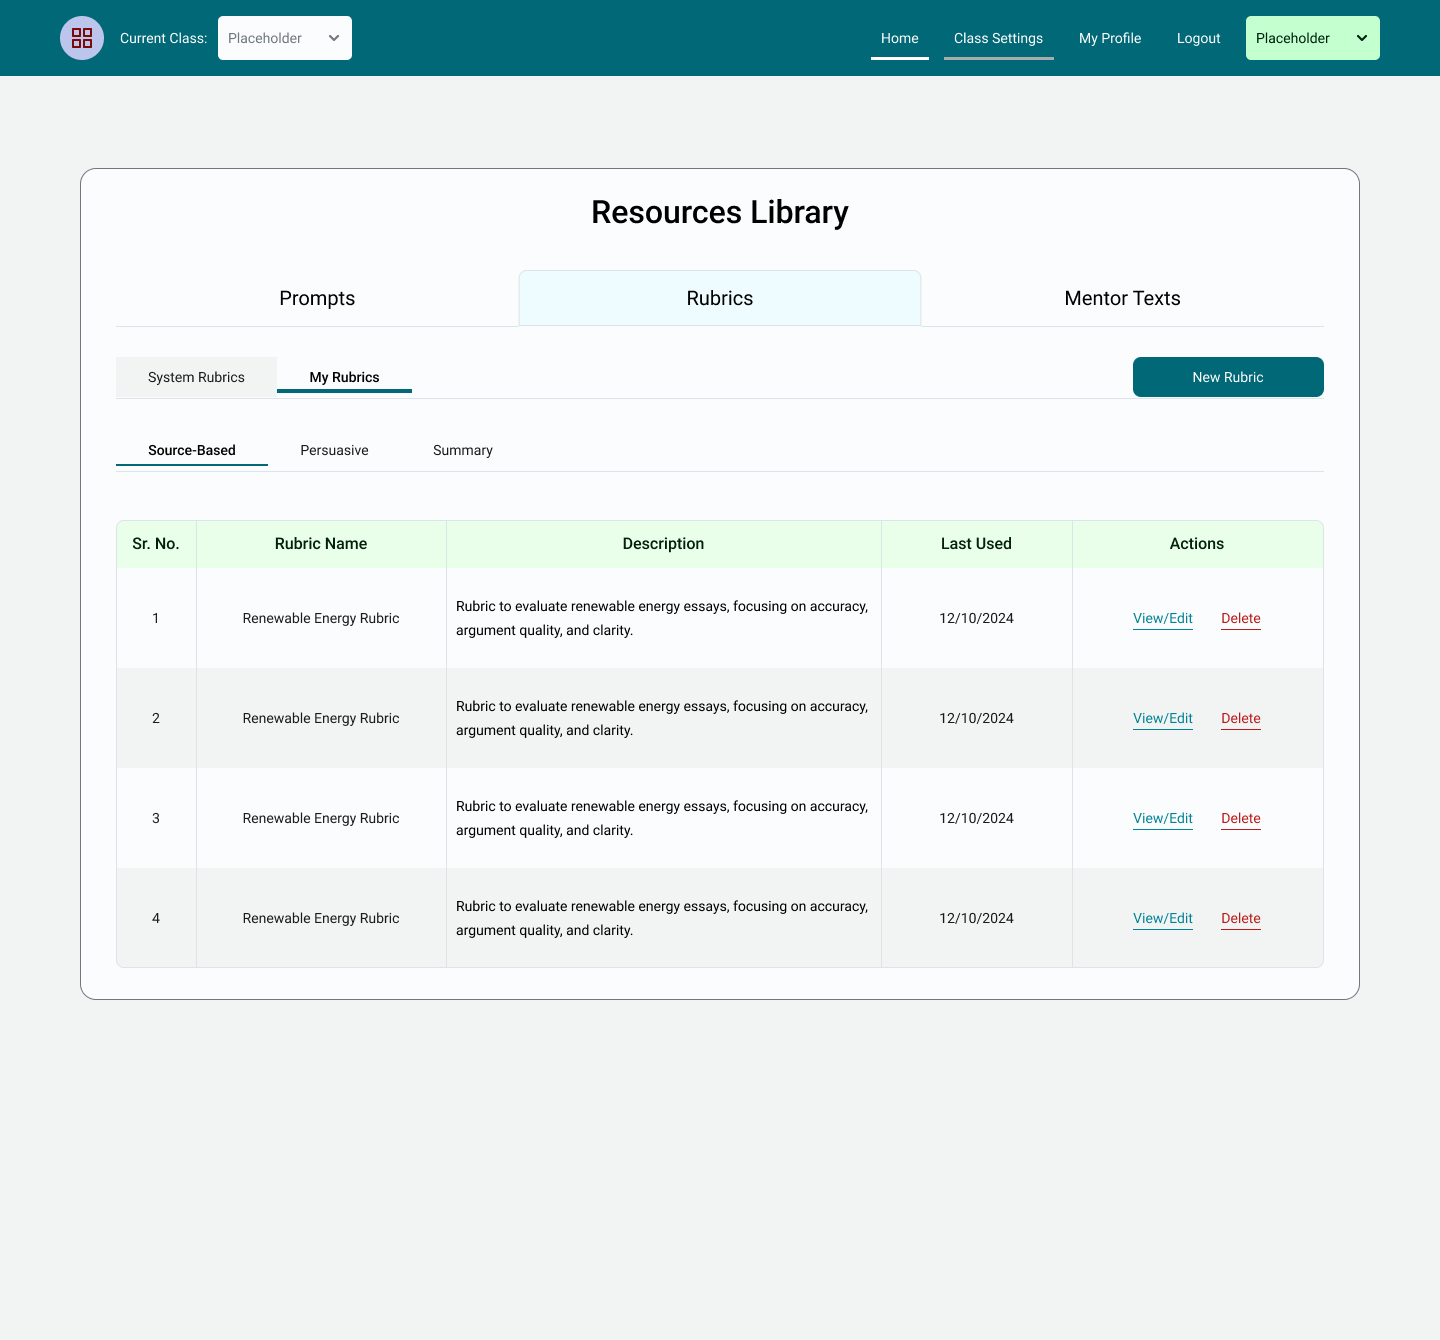 Current Class: Placeholder Home Class Settings My Profile Logout Placeholder
Resources Library
Prompts Rubrics Mentor Texts
System Rubrics My Rubrics New Rubric
Source-Based Persuasive Summary
Sr. No. Rubric Name Description Last Used Actions
1 Renewable Energy Rubric Rubric to evaluate renewable energy essays, focusing on accuracy,
argument quality, and clarity. 12/10/2024 View/Edit Delete
2 Renewable Energy Rubric Rubric to evaluate renewable energy essays, focusing on accuracy,
argument quality, and clarity. 12/10/2024 View/Edit Delete
3 Renewable Energy Rubric Rubric to evaluate renewable energy essays, focusing on accuracy,
argument quality, and clarity. 12/10/2024 View/Edit Delete
4 Renewable Energy Rubric Rubric to evaluate renewable energy essays, focusing on accuracy,
argument quality, and clarity. 12/10/2024 View/Edit Delete